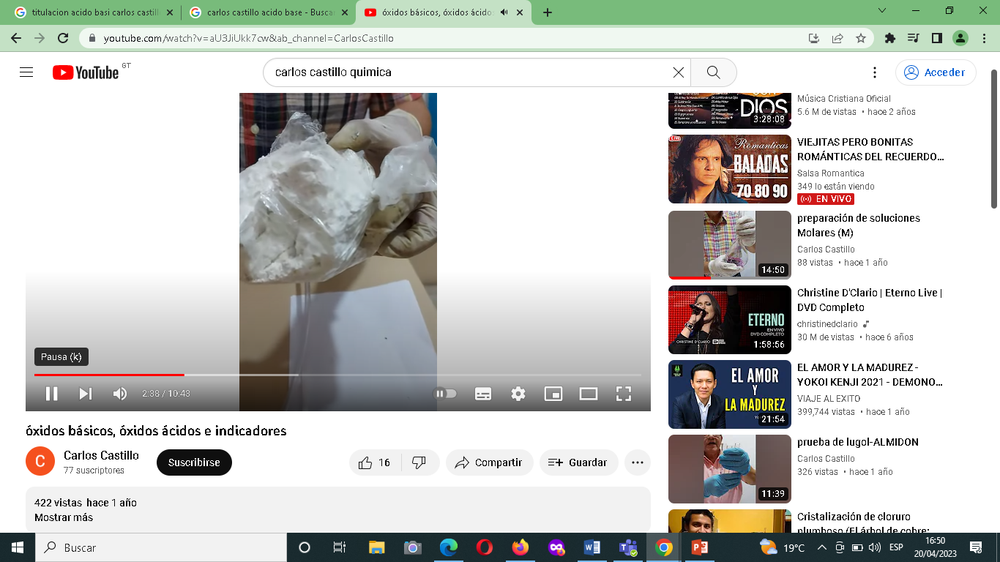 titulacion acido basi carlos castill
carlos castillo acido base - Buscar
óxidos básicos, óxidos ácidos
youtube.com/watch?v=aU3JiUkk7cw&ab_channel=CarlosCastillo
YouTube GT
carlos castillo quimica
Acceder
Pausa (k)
2:38 / 10:43
óxidos básicos, óxidos ácidos e indicadores
C
Carlos Castillo
77 suscriptores
Suscribirse
16
Compartir
Guardar
422 vistas hace 1 año
Mostrar más
DIOS
3:28:08
Música Cristiana Oficial
5.6 M de vistas • hace 2 años
LIVE
Romanticas
BALADAS
70 80 90
VIEJITAS PERO BONITAS
ROMÁNTICAS DEL RECUERDO...
Salsa Romantica
349 lo están viendo
EN VIVO
14:50
preparación de soluciones
Molares (M)
Carlos Castillo
88 vistas • hace 1 año
ETERNO
EN VIVO
DVD COMPLETO
CHRISTINE D'CLARIO
1:58:56
Christine D'Clario | Eterno Live |
DVD Completo
christinedclario
30 M de vistas • hace 6 años
EL AMOR
Y
LA MADUREZ
21:54
EL AMOR Y LA MADUREZ -
YOKOI KENJI 2021 - DEMONO...
VIAJE AL EXITO
399,744 vistas • hace 1 año
11:39
prueba de lugol-ALMIDON
Carlos Castillo
326 vistas • hace 1 año
Cristalización de cloruro
plumboso (El árbol de cobre:
Buscar
19°C
ESP
16:50
20/04/2023